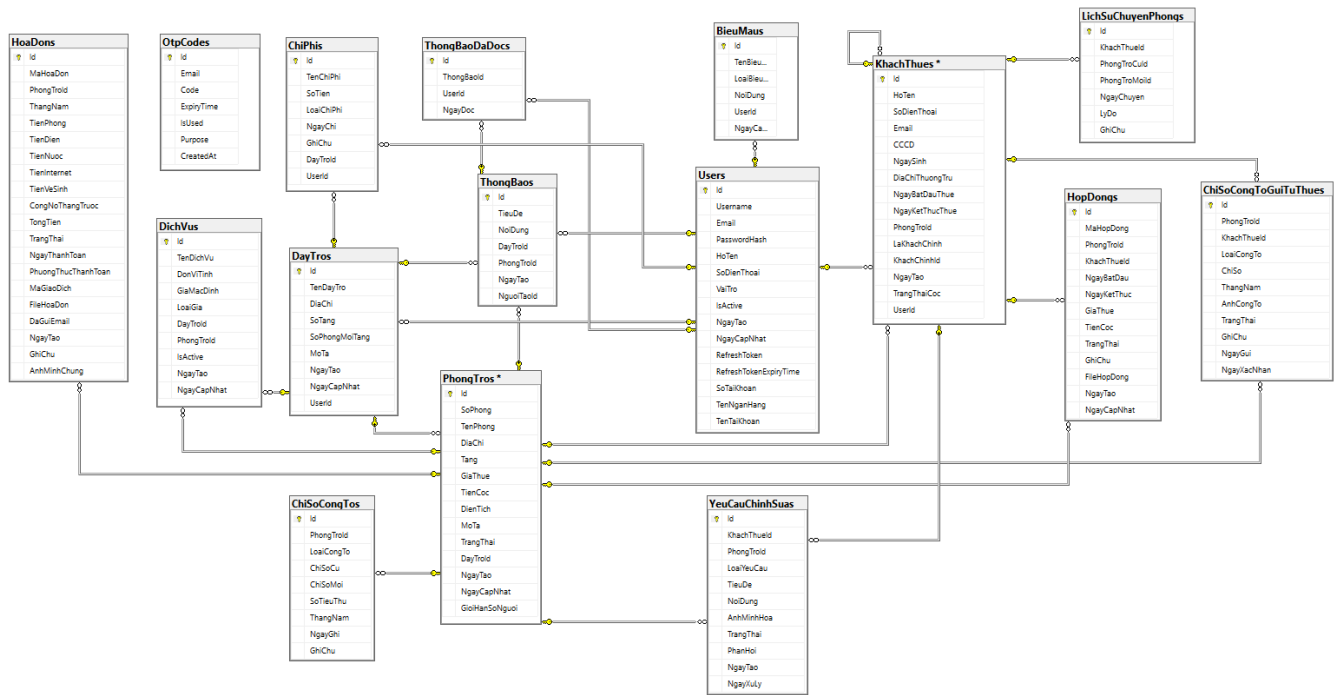 HoaDons
Id
MaHoaDon
PhongTroId
ThangNam
TienPhong
TienDien
TienNuoc
TienInternet
TienVeSinh
CongNoThangTruoc
TongTien
TrangThai
NgayThanhToan
PhuongThucThanhToan
MaGiaoDich
FileHoaDon
DaGuiEmail
NgayTao
GhiChu
AnhMinhChung
OtpCodes
Id
Email
Code
ExpiryTime
IsUsed
Purpose
CreatedAt
ChiPhis
Id
TenChiPhi
SoTien
LoaiChiPhi
NgayChi
GhiChu
DayTroId
UserId
ThongBaoDaDocs
Id
ThongBaoId
UserId
NgayDoc
BieuMaus
Id
TenBieu...
LoaiBieu...
NoiDung
UserId
NgayCa...
KhachThues *
Id
HoTen
SoDienThoai
Email
CCCD
NgaySinh
DiaChiThuongTru
NgayBatDauThue
NgayKetThucThue
PhongTroId
LaKhachChinh
KhachChinhId
NgayTao
TrangThaiCoc
UserId
LichSuChuyenPhongs
Id
KhachThueId
PhongTroCuId
PhongTroMoiId
NgayChuyen
LyDo
GhiChu
DichVus
Id
TenDichVu
DonViTinh
GiaMacDinh
LoaiGia
DayTroId
PhongTroId
IsActive
NgayTao
NgayCapNhat
DayTros
Id
TenDayTro
DiaChi
SoTang
SoPhongMoiTang
MoTa
NgayTao
NgayCapNhat
UserId
ThongBaos
Id
TieuDe
NoiDung
DayTroId
PhongTroId
NgayTao
NguoiTaoId
Users
Id
Username
Email
PasswordHash
HoTen
SoDienThoai
VaiTro
IsActive
NgayTao
NgayCapNhat
RefreshToken
RefreshTokenExpiryTime
SoTaiKhoan
TenNganHang
TenTaiKhoan
HopDongs
Id
MaHopDong
PhongTroId
KhachThueId
NgayBatDau
NgayKetThuc
GiaThue
TienCoc
TrangThai
GhiChu
FileHopDong
NgayTao
NgayCapNhat
ChiSoCongToGuiTuThues
Id
PhongTroId
KhachThueId
LoaiCongTo
ChiSo
ThangNam
AnhCongTo
TrangThai
GhiChu
NgayGui
NgayXacNhan
PhongTros *
Id
SoPhong
TenPhong
DiaChi
Tang
GiaThue
TienCoc
DienTich
MoTa
TrangThai
DayTroId
NgayTao
NgayCapNhat
GioiHanSoNguoi
ChiSoCongTos
Id
PhongTroId
LoaiCongTo
ChiSoCu
ChiSoMoi
SoTieuThu
ThangNam
NgayGhi
GhiChu
YeuCauChinhSuas
Id
KhachThueId
PhongTroId
LoaiYeuCau
TieuDe
NoiDung
AnhMinhHoa
TrangThai
PhanHoi
NgayTao
NgayXuLy